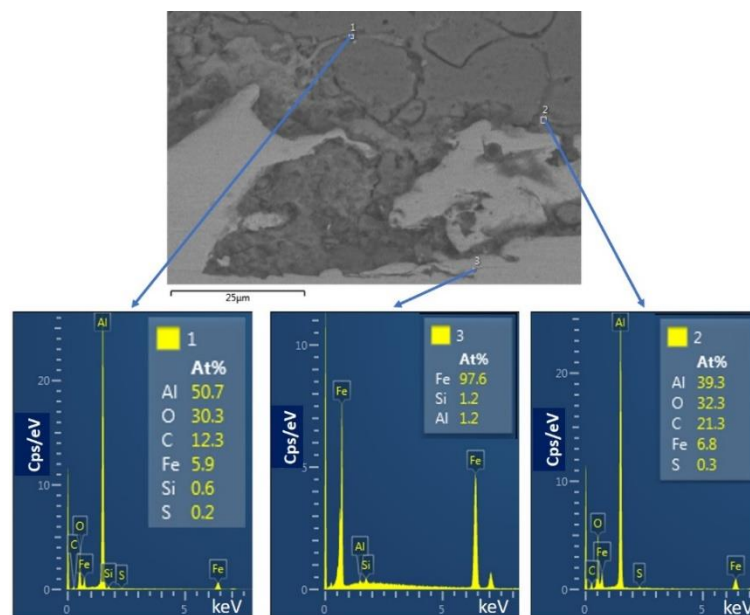 1
2
3
25μm
1
At%
Al 50.7
O 30.3
C 12.3
Fe 5.9
Si 0.6
S 0.2
Al
20
10
0
Cps/eV
O
C
Fe
Si
S
Fe
0
5
keV
3
At%
Fe 97.6
Si 1.2
Al 1.2
10
5
0
Cps/eV
Fe
Al
Si
Fe
0
5
keV
2
At%
Al 39.3
O 32.3
C 21.3
Fe 6.8
S 0.3
Al
20
10
0
Cps/eV
O
C
Fe
S
Fe
0
5
keV